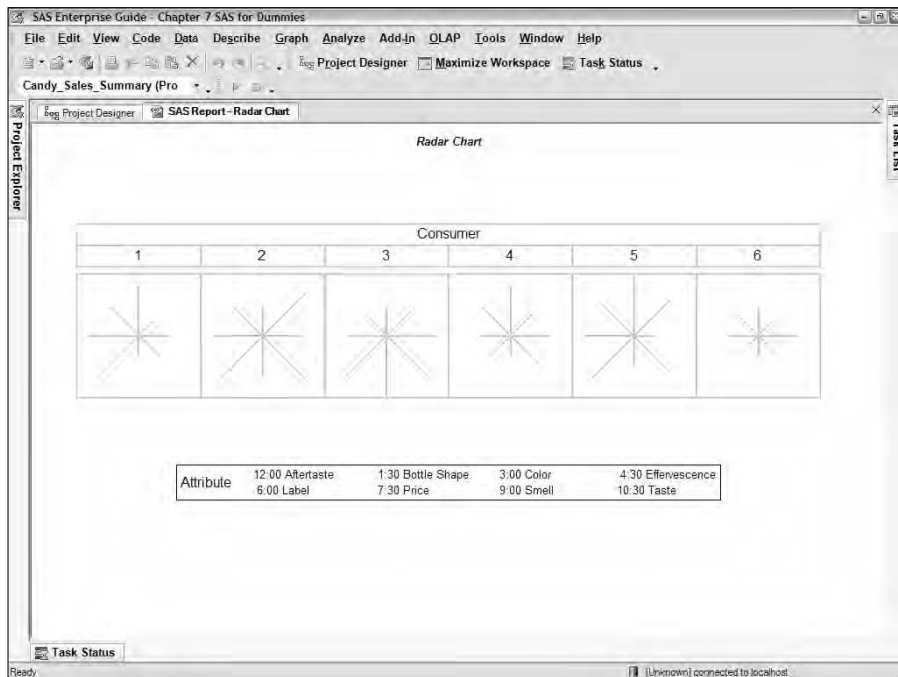 SAS Enterprise Guide - Chapter 7 SAS for Dummies
File Edit View Code Data Describe Graph Analyze Add-In OLAP Tools Window Help
Project Designer Maximize Workspace Task Status
Candy_Sales_Summary (Pro
Project Explorer
Project Designer SAS Report - Radar Chart
Task List
Radar Chart
Consumer
1 2 3 4 5 6
Attribute
12:00 Aftertaste 1:30 Bottle Shape 3:00 Color 4:30 Effervescence
6:00 Label 7:30 Price 9:00 Smell 10:30 Taste
Task Status
Ready [Unknown] connected to localhost